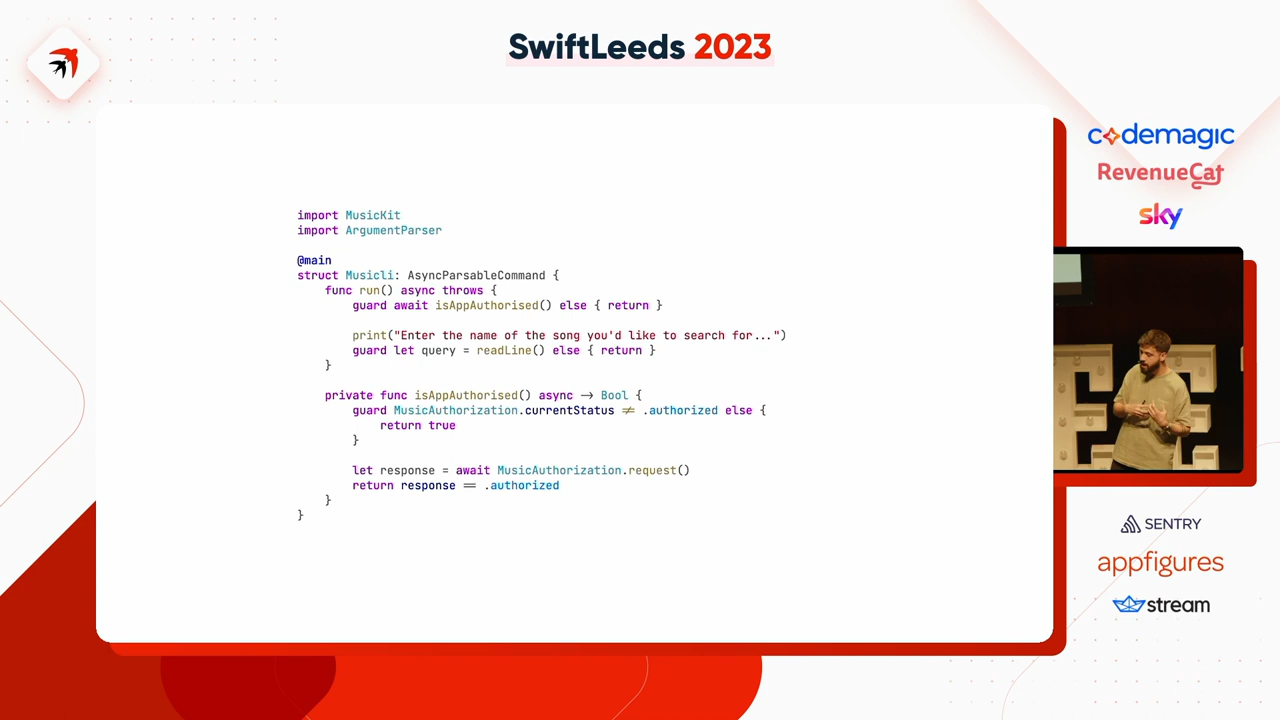 SwiftLeeds 2023
import MusicKit
import ArgumentParser
@main
struct Musicli: AsyncParsableCommand {
func run() async throws {
guard await isAppAuthorised() else { return }
print("Enter the name of the song you'd like to search for...")
guard let query = readLine() else { return }
}
private func isAppAuthorised() async → Bool {
guard MusicAuthorization.currentStatus ≠ .authorized else {
return true
}
let response = await MusicAuthorization.request()
return response == .authorized
}
}
codemagic
RevenueCat
sky
SENTRY
appfigures
stream